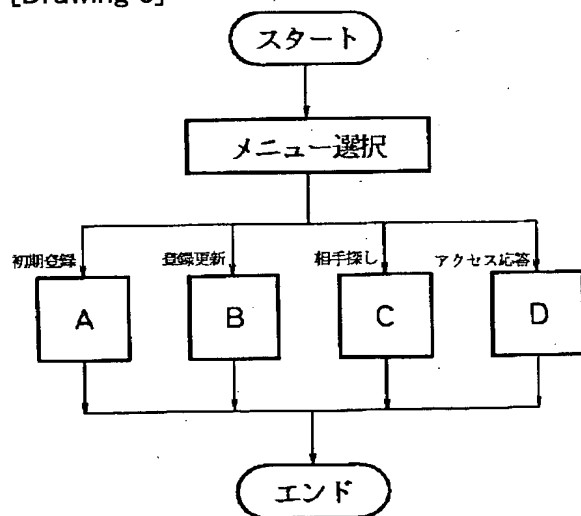 [Drawing 3]
スタート
メニュー選択
初期登録
登録更新
相手探し
アクセス応答
A
B
C
D
エンド